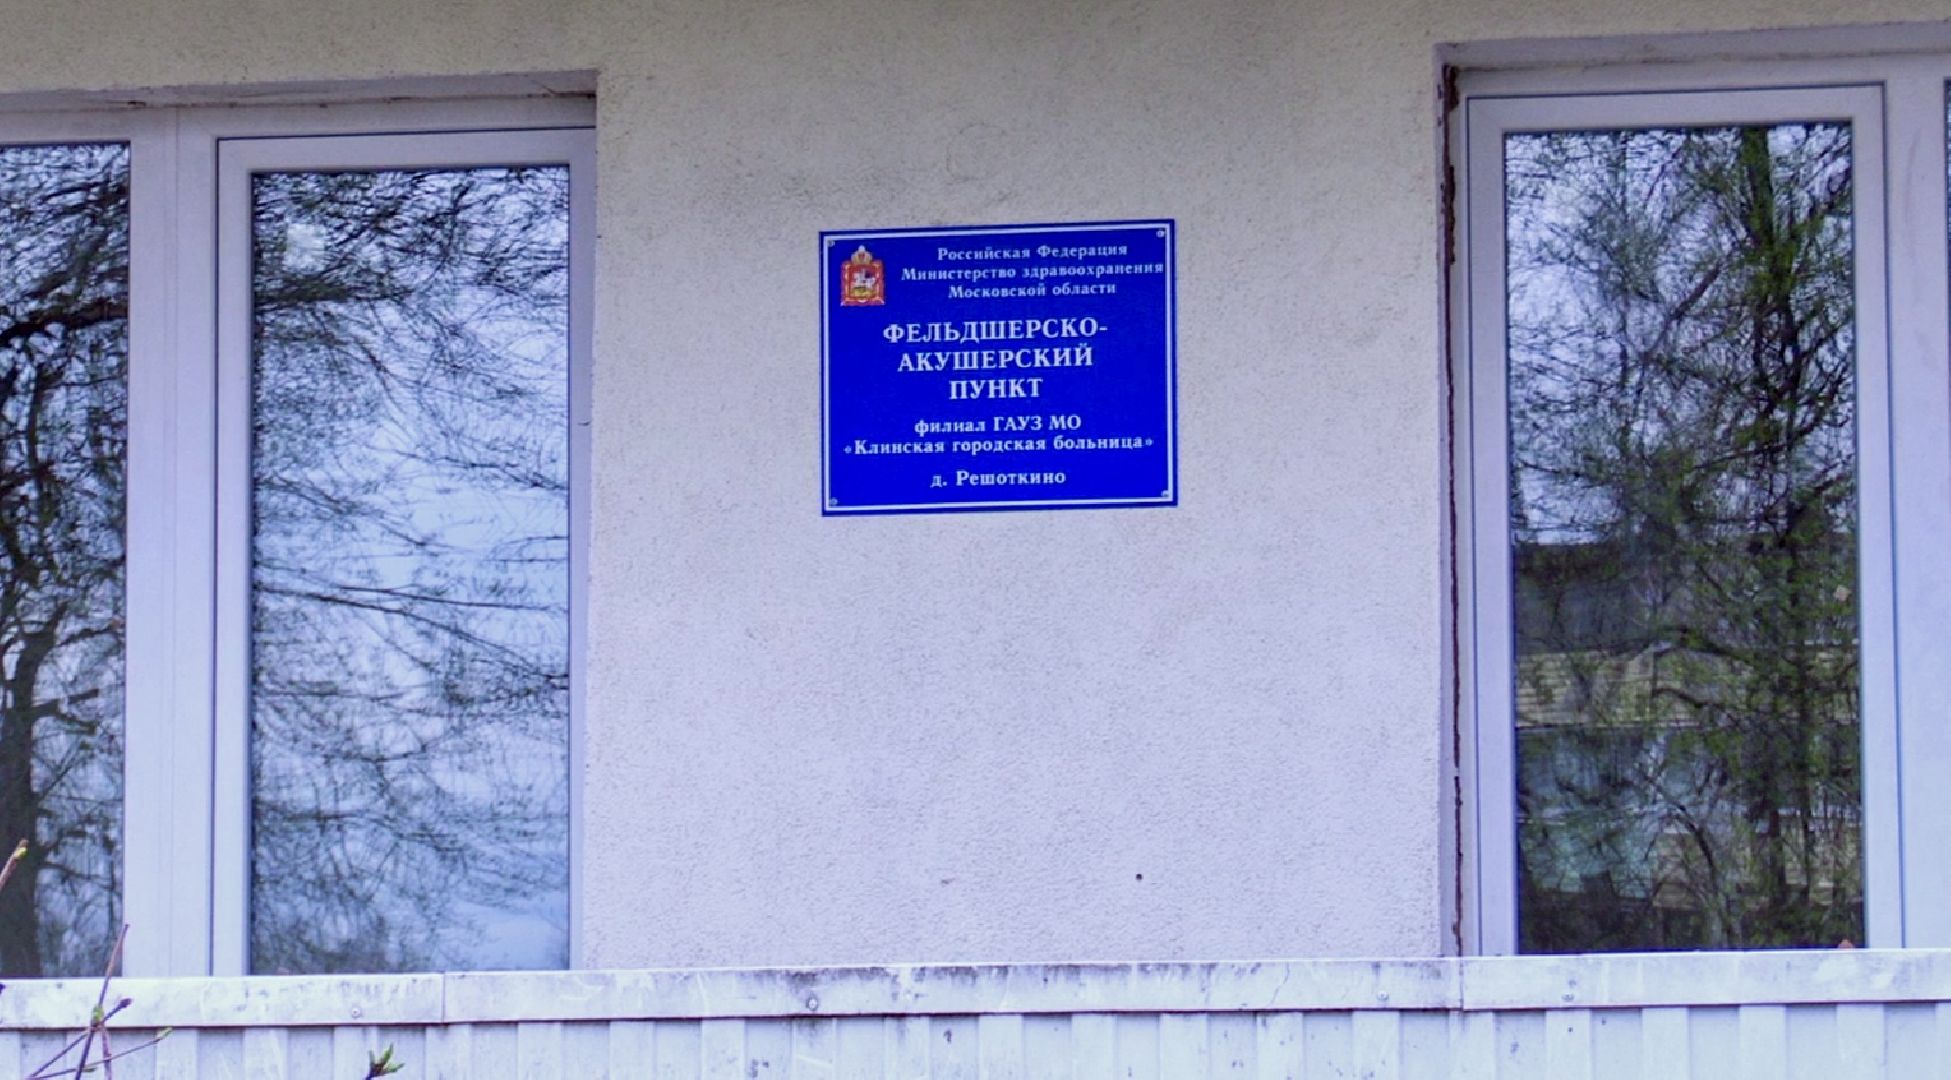 Российская Федерация
Министерство здравоохранения
Московской области
ФЕЛЬДШЕРСКО-
АКУШЕРСКИЙ
ПУНКТ
филиал ГАУЗ МО
«Клинская городская больница»
д. Решоткино